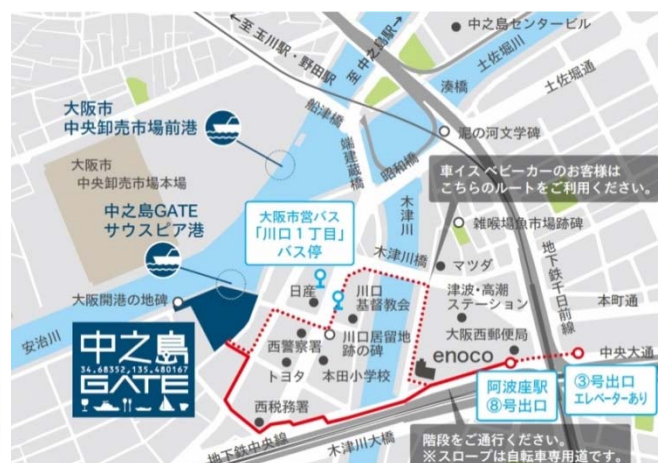 ←至 玉川駅・野田駅
至 中之島駅→
中之島センタービル
土佐堀川
土佐堀通
湊橋
船津橋
端建蔵橋
昭和橋
泥の河文学碑
大阪市
中央卸売市場前港
大阪市
中央卸売市場本場
車イス ベビーカーのお客様は
こちらのルートをご利用ください。
中之島GATE
サウスピア港
大阪市営バス
「川口1丁目」
バス停
木津川
雑喉場魚市場跡碑
木津川橋
マツダ
地下鉄千日前線
大阪開港の地碑
安治川
日産
川口
基督教会
津波・高潮
ステーション
本町通
西警察署
川口居留地
跡の碑
大阪西郵便局
中央大通
トヨタ
本田小学校
enoco
中之島
34.68352,135.480167
GATE
阿波座駅
⑧号出口
③号出口
エレベーターあり
西税務署
地下鉄中央線
木津川大橋
階段をご通行ください。
※スロープは自転車専用道です。